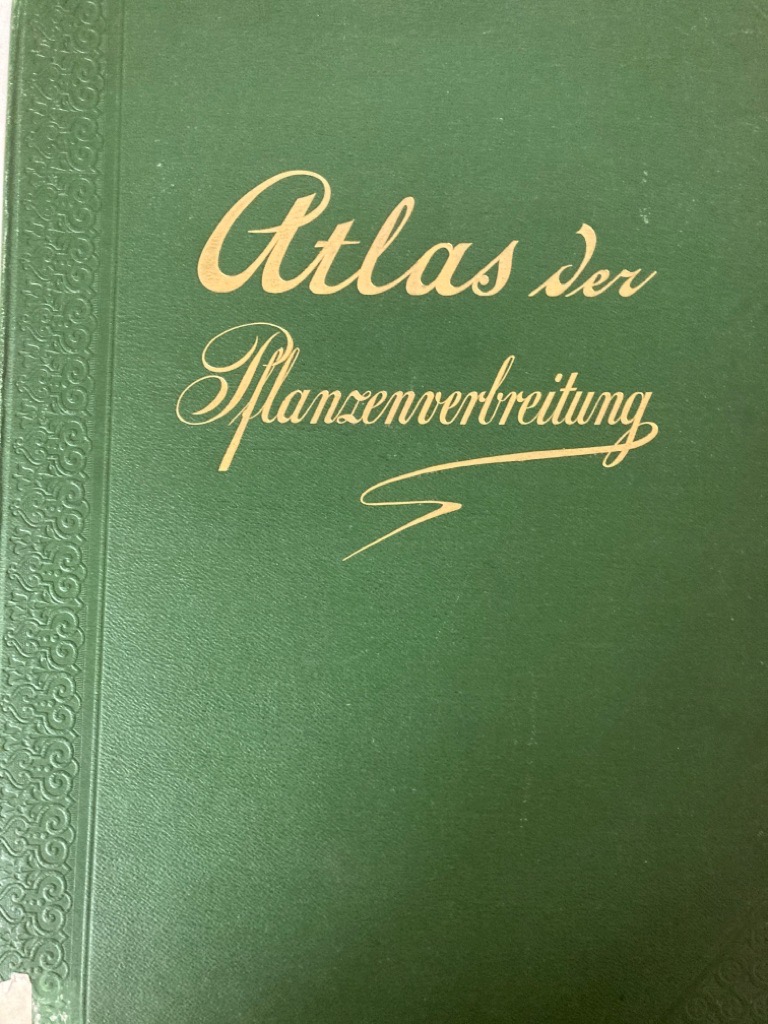 Atlas der
Pflanzenverbreitung